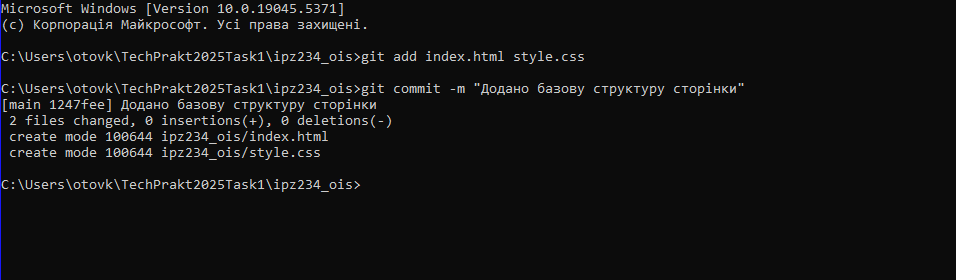 Microsoft Windows [Version 10.0.19045.5371]
(c) Корпорація Майкрософт. Усі права захищені.
C:\Users\otovk\TechPrakt2025Task1\ipz234_ois>git add index.html style.css
C:\Users\otovk\TechPrakt2025Task1\ipz234_ois>git commit -m "Додано базову структуру сторінки"
[main 1247fee] Додано базову структуру сторінки
 2 files changed, 0 insertions(+), 0 deletions(-)
 create mode 100644 ipz234_ois/index.html
 create mode 100644 ipz234_ois/style.css
C:\Users\otovk\TechPrakt2025Task1\ipz234_ois>